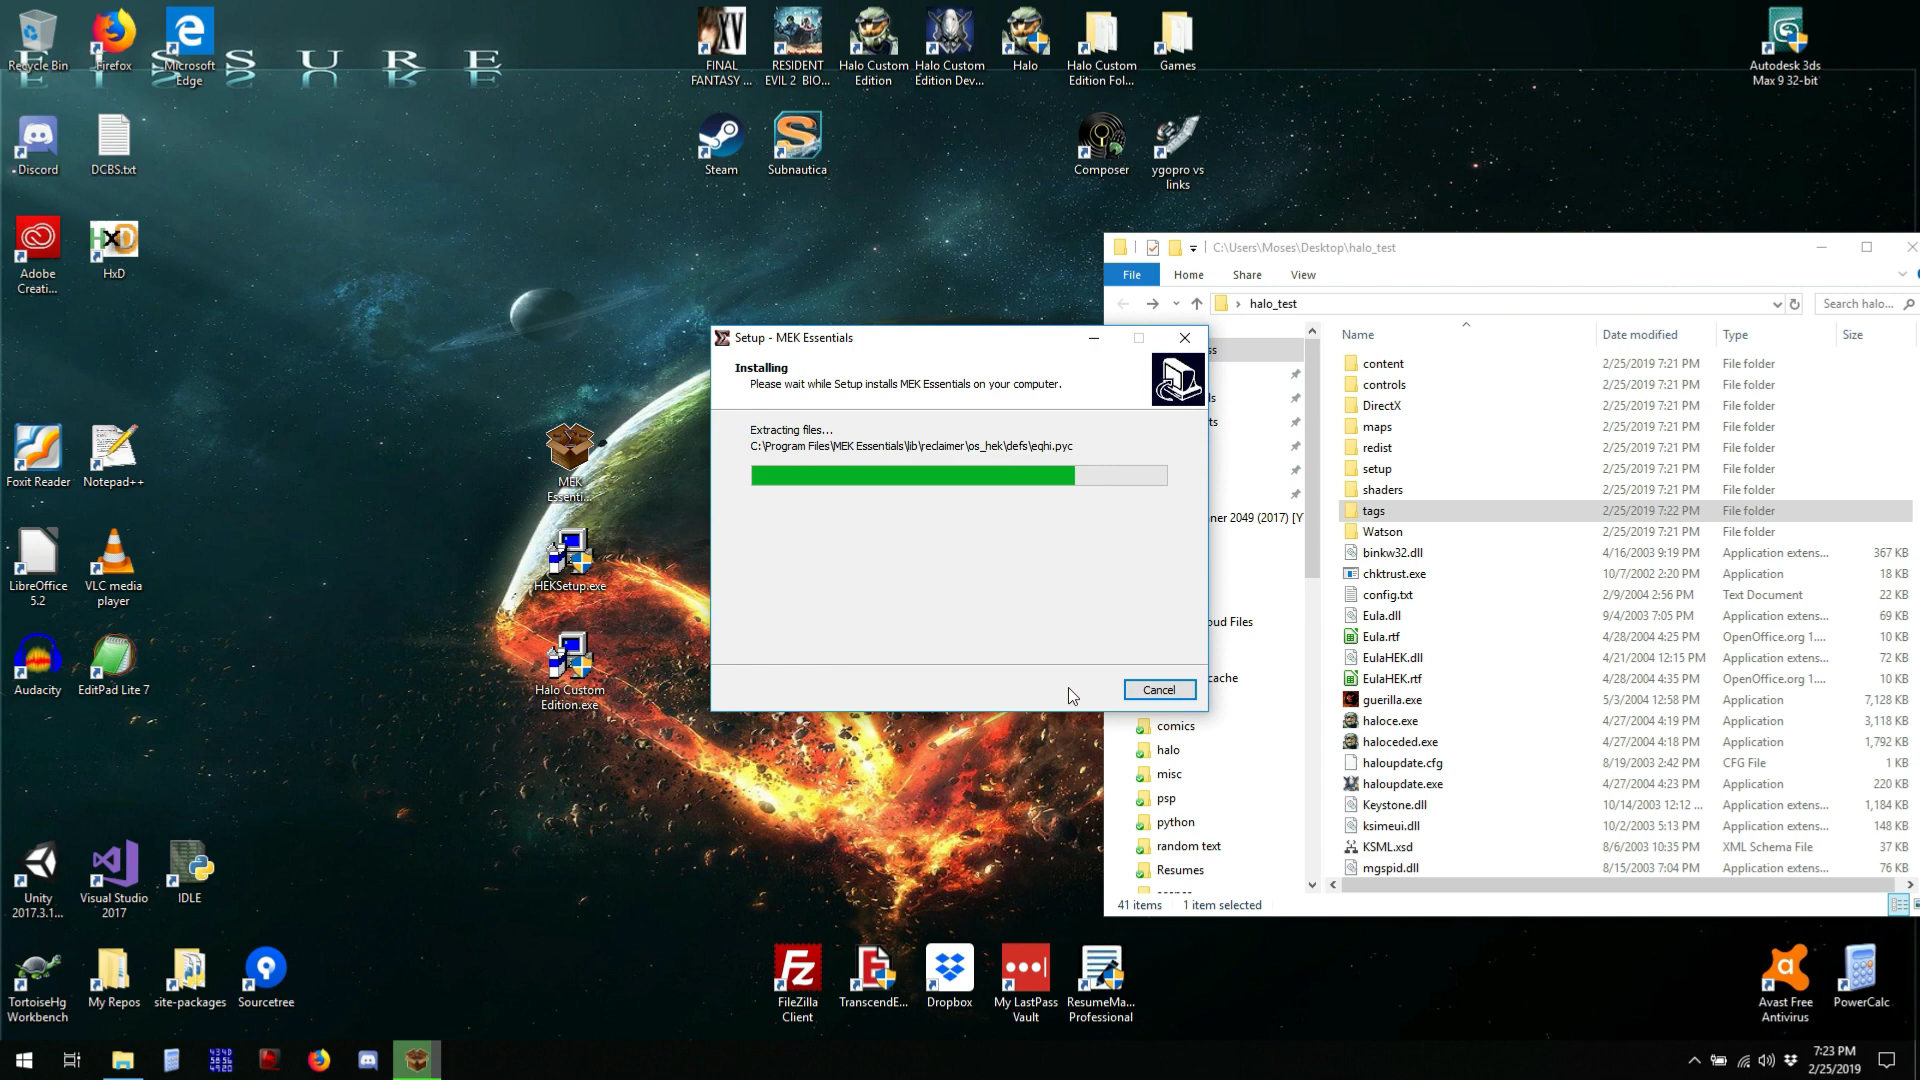 Recycle Bin
Firefox
Microsoft
Edge
S U R E
FINAL
FANTASY ...
RESIDENT
EVIL 2 BIO...
Halo Custom
Edition
Halo Custom
Edition Dev...
Halo
Halo Custom
Edition Fol...
Games
Autodesk 3ds
Max 9 32-bit
Discord
DCBS.txt
Steam
Subnautica
Composer
ygopro vs
links
Adobe
Creati...
HxD
C:\Users\Moses\Desktop\halo_test
File
Home
Share
View
halo_test
Search halo...
Name
Date modified
Type
Size
content 2/25/2019 7:21 PM File folder
controls 2/25/2019 7:21 PM File folder
DirectX 2/25/2019 7:21 PM File folder
maps 2/25/2019 7:21 PM File folder
redist 2/25/2019 7:21 PM File folder
setup 2/25/2019 7:21 PM File folder
shaders 2/25/2019 7:21 PM File folder
tags 2/25/2019 7:22 PM File folder
Watson 2/25/2019 7:21 PM File folder
binkw32.dll 4/16/2003 9:19 PM Application extens... 367 KB
chktrust.exe 10/7/2002 2:20 PM Application 18 KB
config.txt 2/9/2004 2:56 PM Text Document 22 KB
Eula.dll 9/4/2003 7:05 PM Application extens... 69 KB
Eula.rtf 4/28/2004 4:25 PM OpenOffice.org 1.... 10 KB
EulaHEK.dll 4/21/2004 12:15 PM Application extens... 72 KB
EulaHEK.rtf 4/28/2004 4:35 PM OpenOffice.org 1.... 10 KB
guerilla.exe 5/3/2004 12:58 PM Application 7,128 KB
haloce.exe 4/27/2004 4:19 PM Application 3,118 KB
haloceded.exe 4/27/2004 4:18 PM Application 1,792 KB
haloupdate.cfg 8/19/2003 2:42 PM CFG File 1 KB
haloupdate.exe 4/27/2004 4:23 PM Application 220 KB
Keystone.dll 10/14/2003 12:12 ... Application extens... 1,184 KB
ksimeui.dll 10/2/2003 5:13 PM Application extens... 148 KB
KSML.xsd 8/6/2003 10:35 PM XML Schema File 37 KB
mgspid.dll 8/15/2003 7:04 PM Application extens... 76 KB
ss
ds
ts
ner 2049 (2017) [Y
oud Files
cache
comics
halo
misc
psp
python
random text
Resumes
41 items
1 item selected
Setup - MEK Essentials
Installing
Please wait while Setup installs MEK Essentials on your computer.
Extracting files...
C:\Program Files\MEK Essentials\lib\reclaimer\os_hek\defs\eqhi.pyc
Cancel
Foxit Reader
Notepad++
MEK
Essenti...
LibreOffice
5.2
VLC media
player
HEKSetup.exe
Audacity
EditPad Lite 7
Halo Custom
Edition.exe
Unity
2017.3.1...
Visual Studio
2017
IDLE
TortoiseHg
Workbench
My Repos
site-packages
Sourcetree
FileZilla
Client
TranscendE...
Dropbox
My LastPass
Vault
ResumeMa...
Professional
Avast Free
Antivirus
PowerCalc
7:23 PM
2/25/2019